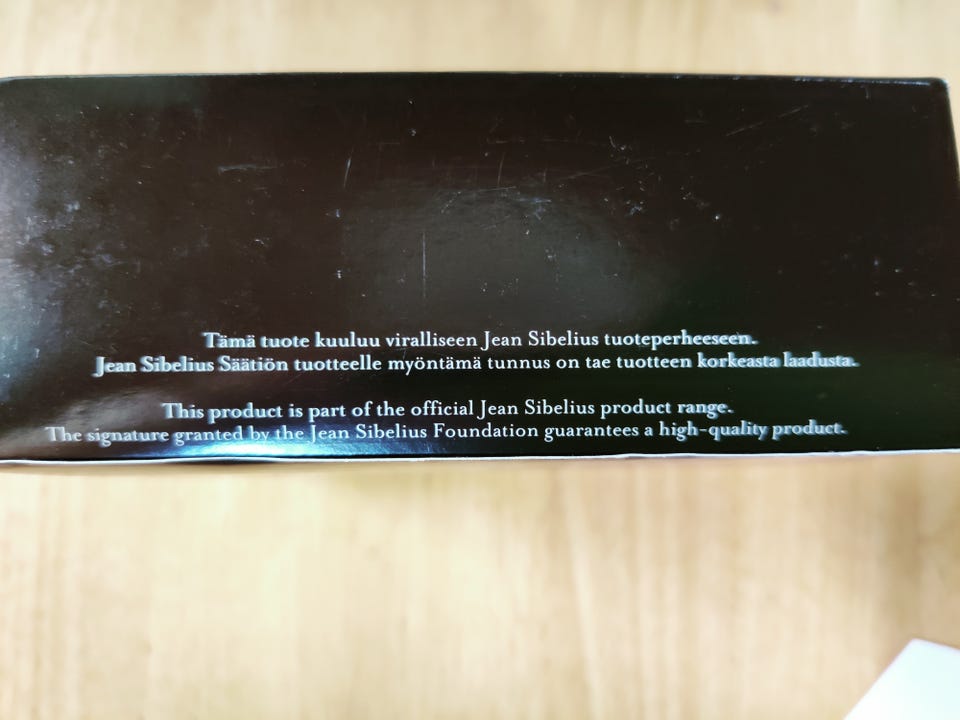 Tämä tuote kuuluu viralliseen Jean Sibelius tuoteperheeseen.
Jean Sibelius Säätiön tuotteelle myöntämä tunnus on tae tuotteen korkeasta laadusta.
This product is part of the official Jean Sibelius product range.
The signature granted by the Jean Sibelius Foundation guarantees a high-quality product.